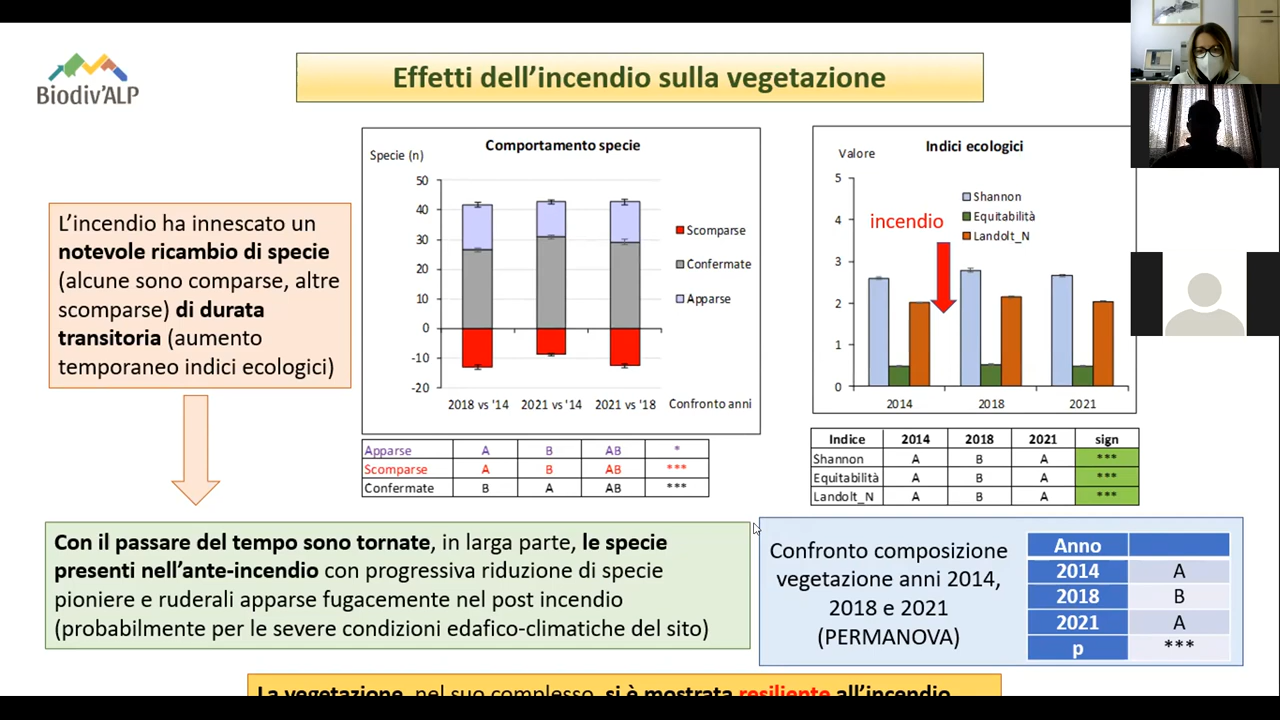 Biodiv'ALP
Effetti dell'incendio sulla vegetazione
L'incendio ha innescato un
notevole ricambio di specie
(alcune sono comparse, altre
scomparse) di durata
transitoria (aumento
temporaneo indici ecologici)
Comportamento specie
Specie (n)
50
40
30
20
10
0
-10
-20
2018 vs '14 2021 vs '14 2021 vs '18 Confronto anni
Scomparse
Confermate
Apparse
Apparse A B AB *
Scomparse A B AB ***
Confermate B A AB ***
Indici ecologici
Valore
5
4
3
2
1
0
incendio
Shannon
Equitabilità
Landolt_N
2014 2018 2021
Indice 2014 2018 2021 sign
Shannon A B A ***
Equitabilità A B A ***
Landolt_N A B A ***
Con il passare del tempo sono tornate, in larga parte, le specie
presenti nell'ante-incendio con progressiva riduzione di specie
pioniere e ruderali apparse fugacemente nel post incendio
(probabilmente per le severe condizioni edafico-climatiche del sito)
Confronto composizione
vegetazione anni 2014,
2018 e 2021
(PERMANOVA)
Anno
2014 A
2018 B
2021 A
p ***
La vegetazione, nel suo complesso, si è mostrata resiliente all'incendio